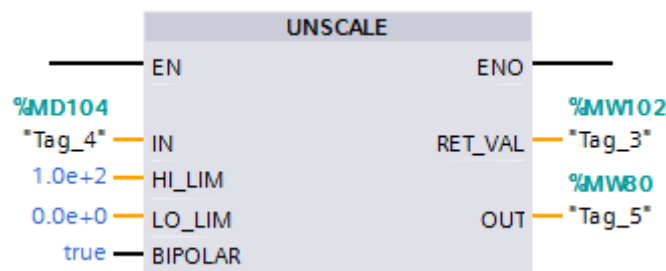 UNSCALE
EN ENO
%MD104 %MW102
"Tag_4" IN RET_VAL "Tag_3"
1.0e+2 HI_LIM %MW80
0.0e+0 LO_LIM OUT "Tag_5"
true BIPOLAR